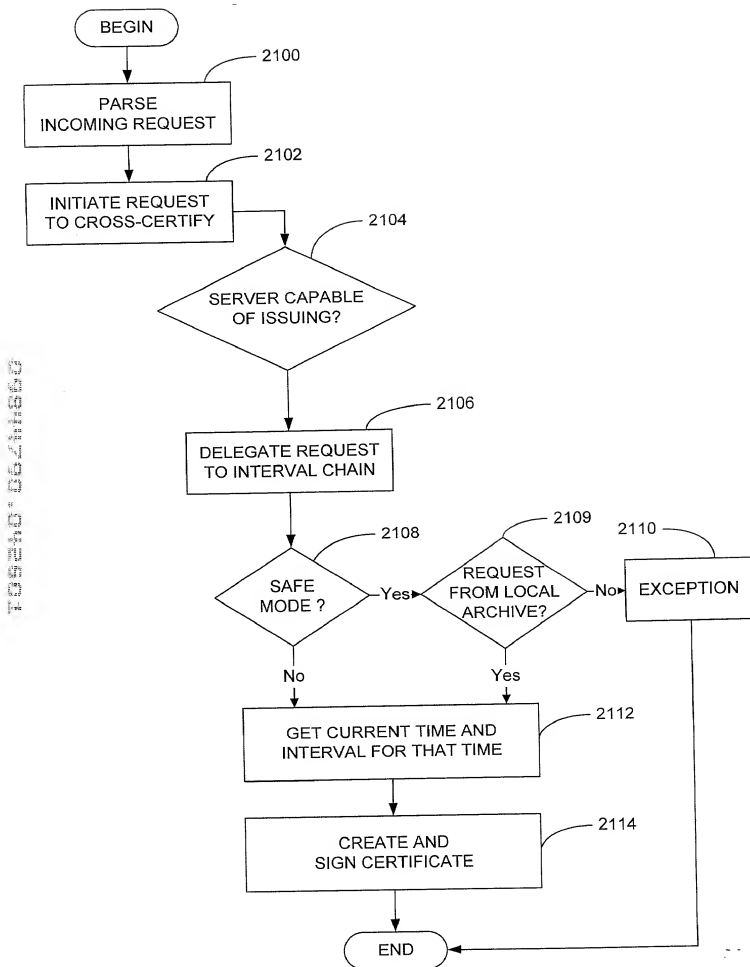 BEGIN
2100
PARSE
INCOMING REQUEST
2102
INITIATE REQUEST
TO CROSS-CERTIFY
2104
SERVER CAPABLE
OF ISSUING?
2106
DELEGATE REQUEST
TO INTERVAL CHAIN
2108
SAFE
MODE ?
Yes
2109
REQUEST
FROM LOCAL
ARCHIVE?
No
2110
EXCEPTION
No
Yes
GET CURRENT TIME AND
INTERVAL FOR THAT TIME
2112
CREATE AND
SIGN CERTIFICATE
2114
END